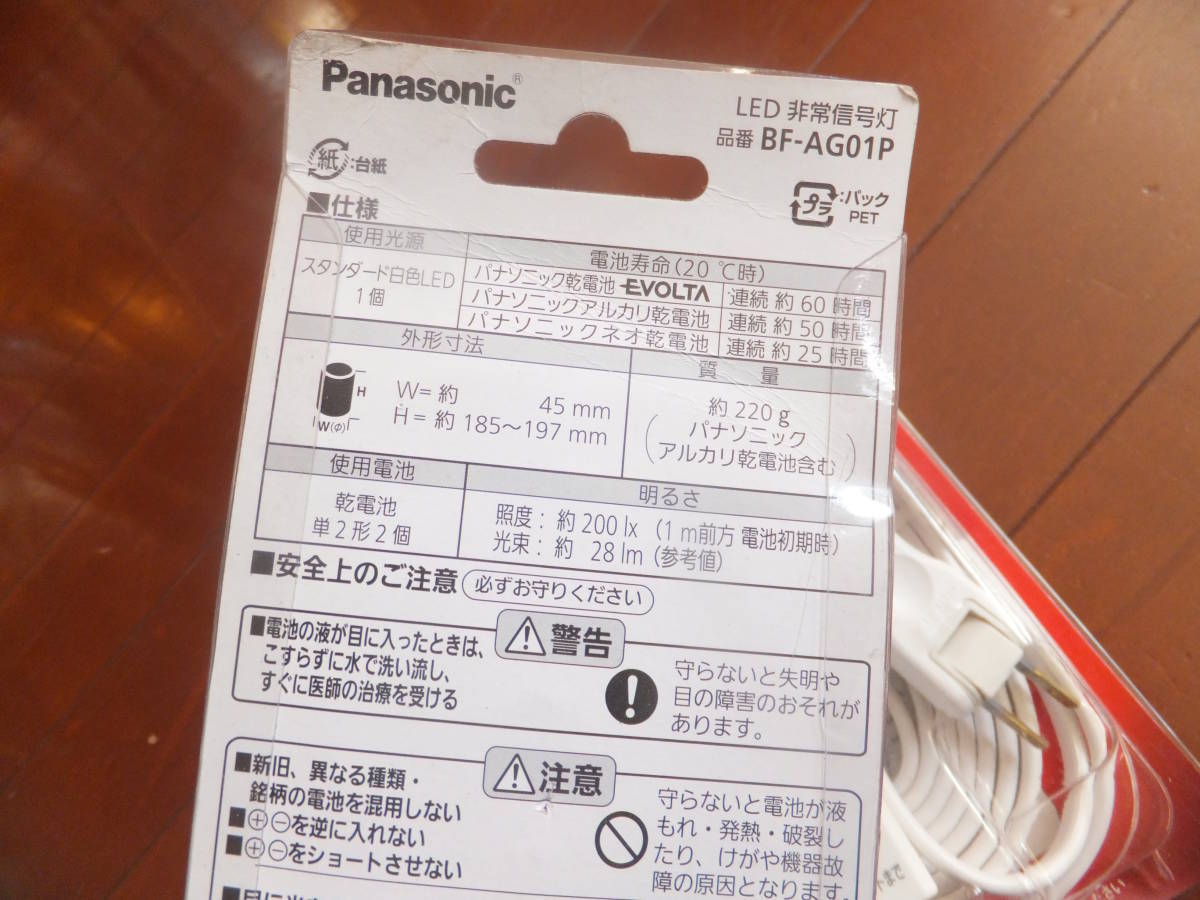 Panasonic®
LED 非常信号灯
品番 BF-AG01P
紙:台紙
プラ:パック
PET
■仕様
使用光源
電池寿命(20 ℃時)
スタンダード白色LED
1個
パナソニック乾電池 EVOLTA 連続 約 60 時間
パナソニックアルカリ乾電池 連続 約 50 時間
パナソニックネオ乾電池 連続 約 25 時間
外形寸法
質 量
H
W(φ)
W= 約 45 mm
H= 約 185〜197 mm
約 220 g
(パナソニック
アルカリ乾電池含む)
使用電池
明るさ
乾電池
単2形2個
照度: 約 200 lx (1 m前方 電池初期時)
光束: 約 28 lm (参考値)
■安全上のご注意 (必ずお守りください)
警告
■電池の液が目に入ったときは、
こすらずに水で洗い流し、
すぐに医師の治療を受ける
守らないと失明や
目の障害のおそれが
あります。
注意
■新旧、異なる種類・
銘柄の電池を混用しない
■⊕⊖を逆に入れない
■⊕⊖をショートさせない
守らないと電池が液
もれ・発熱・破裂し
たり、けがや機器故
障の原因となります。
トまで
ださい